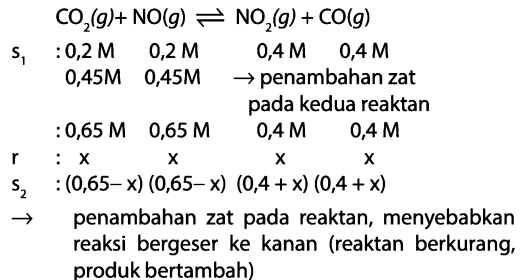 CO₂(g)+ NO(g) ⇌ NO₂(g) + CO(g)
s₁ : 0,2 M 0,2 M 0,4 M 0,4 M
0,45M 0,45M → penambahan zat
pada kedua reaktan
: 0,65 M 0,65 M 0,4 M 0,4 M
r : x x x x
s₂ : (0,65– x) (0,65– x) (0,4 + x) (0,4 + x)
→ penambahan zat pada reaktan, menyebabkan
reaksi bergeser ke kanan (reaktan berkurang,
produk bertambah)